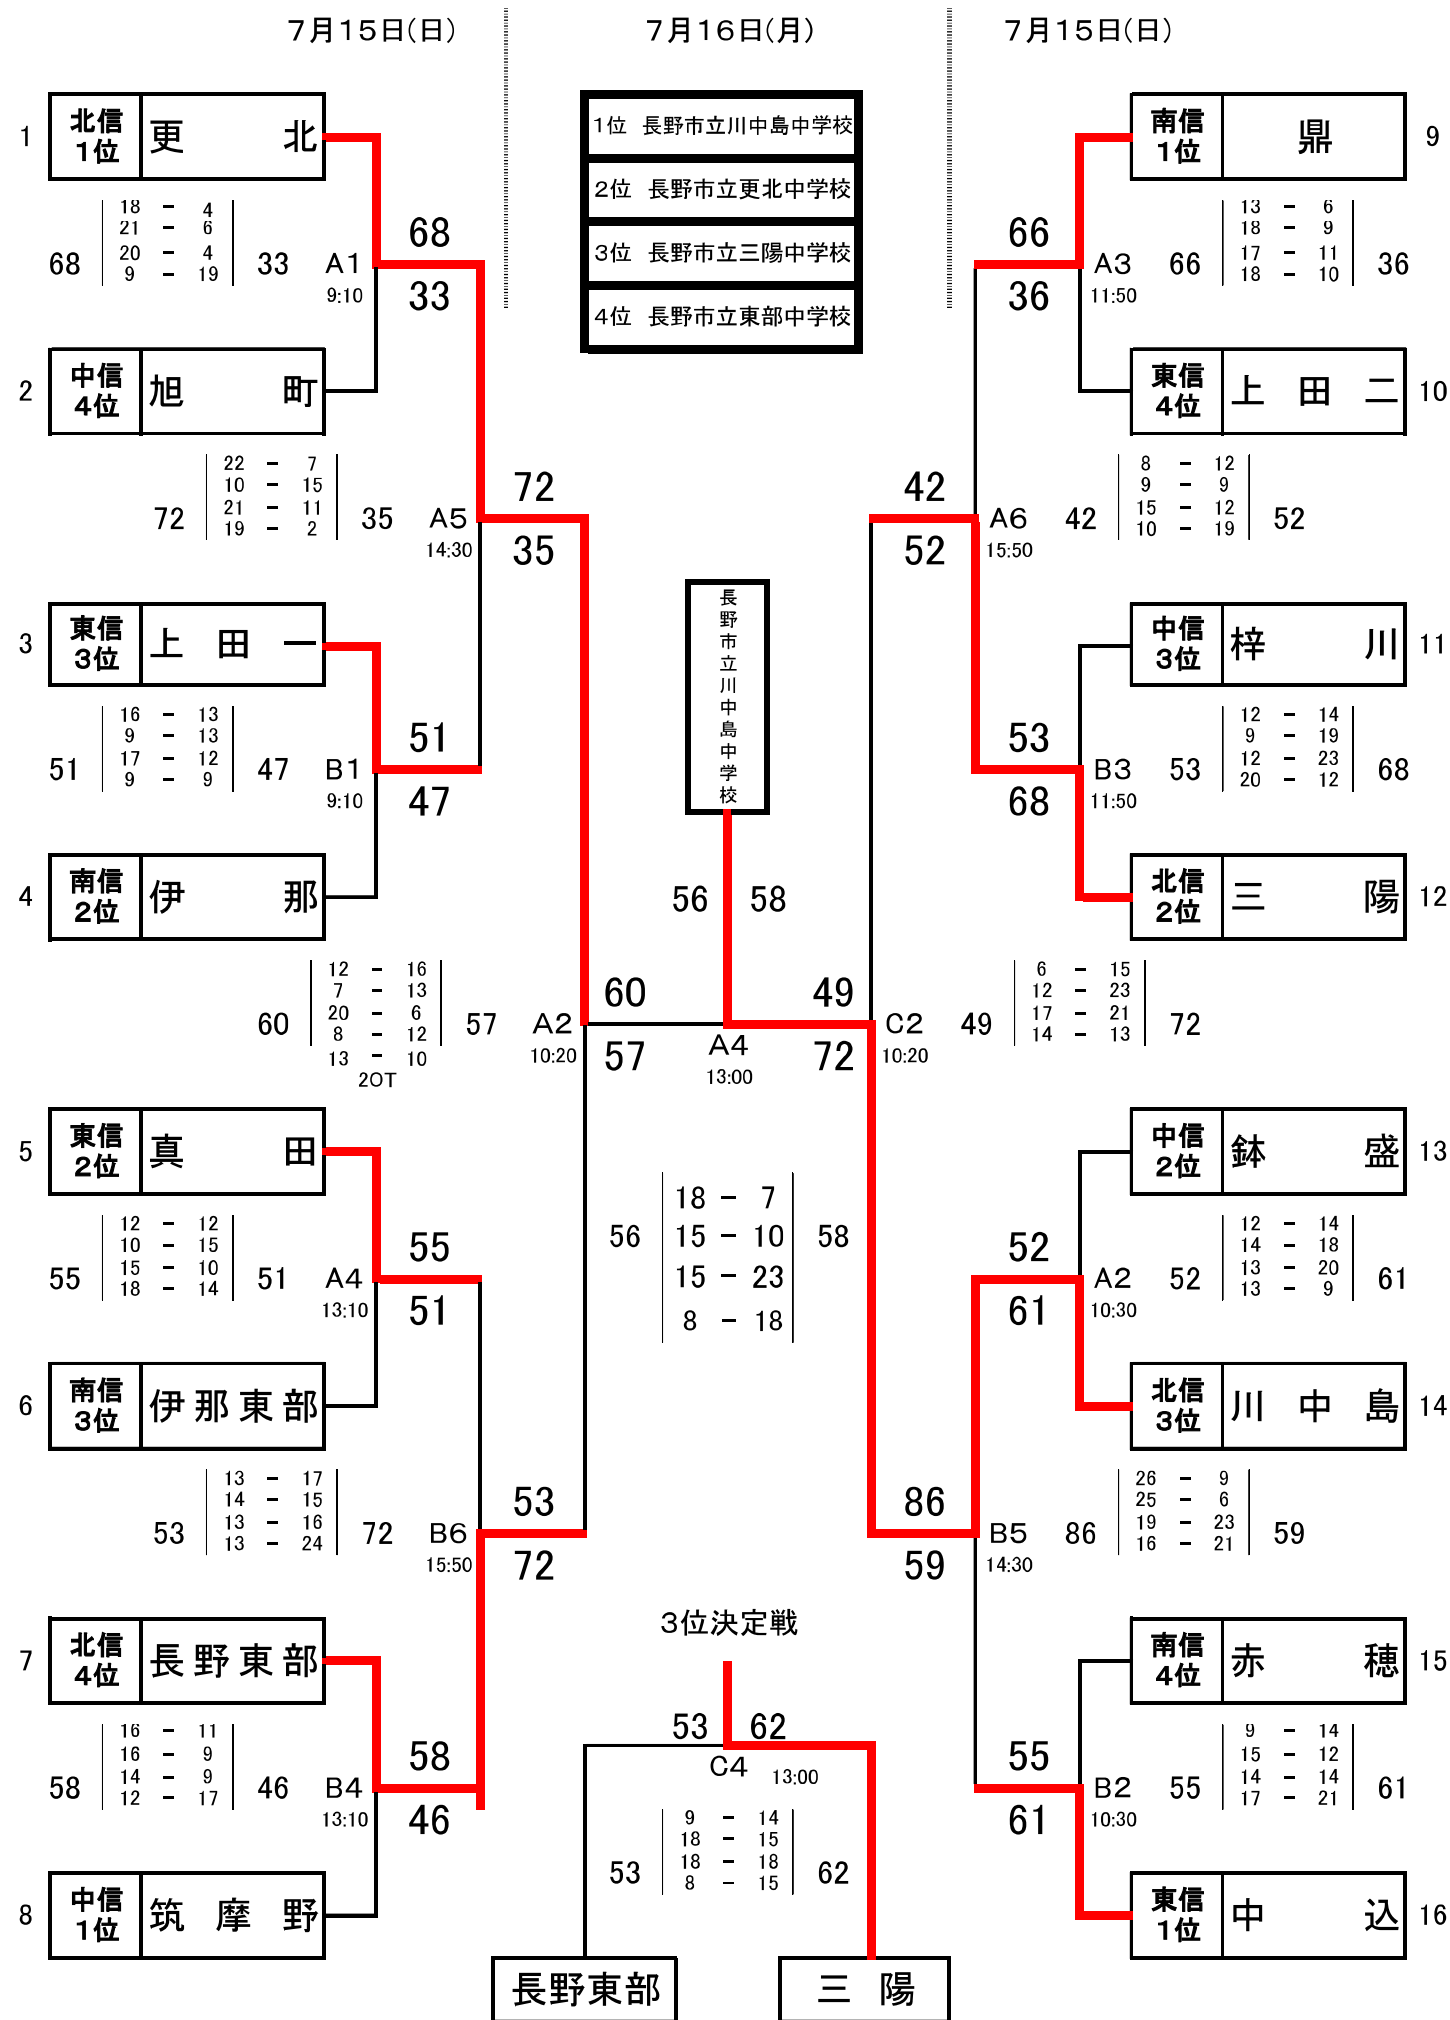 7月15日(日)
7月16日(月)
7月15日(日)
1位 長野市立川中島中学校
2位 長野市立更北中学校
3位 長野市立三陽中学校
4位 長野市立東部中学校
1 北信1位 更北
18 - 4
21 - 6
20 - 4
9 - 19
68 33
A1
9:10
68
33
2 中信4位 旭町
22 - 7
10 - 15
21 - 11
19 - 2
72 35
A5
14:30
72
35
3 東信3位 上田一
16 - 13
9 - 13
17 - 12
9 - 9
51 47
B1
9:10
51
47
4 南信2位 伊那
12 - 16
7 - 13
20 - 6
8 - 12
13 - 10
2OT
60 57
A2
10:20
60
57
5 東信2位 真田
12 - 12
10 - 15
15 - 10
18 - 14
55 51
A4
13:10
55
51
6 南信3位 伊那東部
13 - 17
14 - 15
13 - 16
13 - 24
53 72
B6
15:50
53
72
7 北信4位 長野東部
16 - 11
16 - 9
14 - 9
12 - 17
58 46
B4
13:10
58
46
8 中信1位 筑摩野
長野市立川中島中学校
56 58
A4
13:00
18 - 7
15 - 10
15 - 23
8 - 18
56 58
3位決定戦
53 62
C4 13:00
9 - 14
18 - 15
18 - 18
8 - 15
53 62
長野東部
三陽
南信1位 鼎 9
13 - 6
18 - 9
17 - 11
18 - 10
66 36
A3
11:50
66
36
東信4位 上田二 10
8 - 12
9 - 9
15 - 12
10 - 19
42 52
A6
15:50
42
52
中信3位 梓川 11
12 - 14
9 - 19
12 - 23
20 - 12
53 68
B3
11:50
53
68
北信2位 三陽 12
6 - 15
12 - 23
17 - 21
14 - 13
49 72
C2
10:20
49
72
中信2位 鉢盛 13
12 - 14
14 - 18
13 - 20
13 - 9
52 61
A2
10:30
52
61
北信3位 川中島 14
26 - 9
25 - 6
19 - 23
16 - 21
86 59
B5
14:30
86
59
南信4位 赤穂 15
9 - 14
15 - 12
14 - 14
17 - 21
55 61
B2
10:30
55
61
東信1位 中込 16